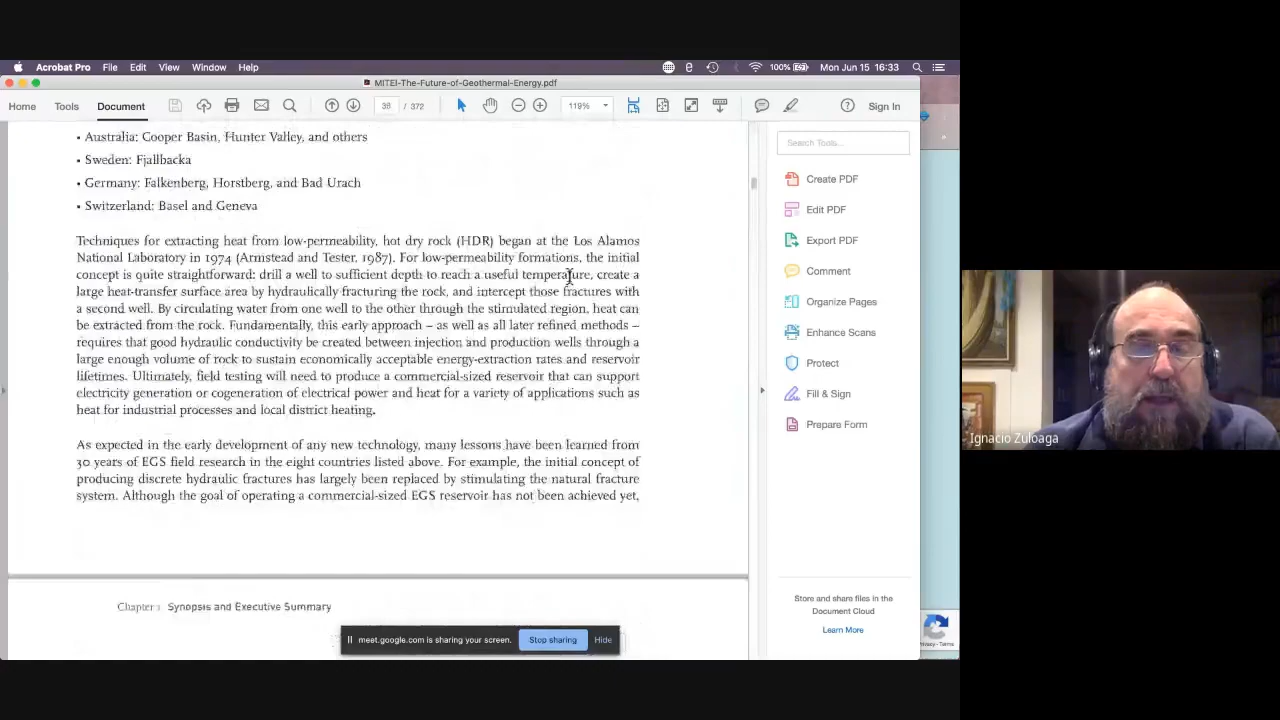 Acrobat Pro File Edit View Window Help 100% Mon Jun 15 16:33
MITEI-The-Future-of-Geothermal-Energy.pdf
Home Tools Document 38 / 372 119% Sign In
• Australia: Cooper Basin, Hunter Valley, and others
• Sweden: Fjallbacka
• Germany: Falkenberg, Horstberg, and Bad Urach
• Switzerland: Basel and Geneva
Techniques for extracting heat from low-permeability, hot dry rock (HDR) began at the Los Alamos
National Laboratory in 1974 (Armstead and Tester, 1987). For low-permeability formations, the initial
concept is quite straightforward: drill a well to sufficient depth to reach a useful temperature, create a
large heat-transfer surface area by hydraulically fracturing the rock, and intercept those fractures with
a second well. By circulating water from one well to the other through the stimulated region, heat can
be extracted from the rock. Fundamentally, this early approach – as well as all later refined methods –
requires that good hydraulic conductivity be created between injection and production wells through a
large enough volume of rock to sustain economically acceptable energy-extraction rates and reservoir
lifetimes. Ultimately, field testing will need to produce a commercial-sized reservoir that can support
electricity generation or cogeneration of electrical power and heat for a variety of applications such as
heat for industrial processes and local district heating.
As expected in the early development of any new technology, many lessons have been learned from
30 years of EGS field research in the eight countries listed above. For example, the initial concept of
producing discrete hydraulic fractures has largely been replaced by stimulating the natural fracture
system. Although the goal of operating a commercial-sized EGS reservoir has not been achieved yet,
Chapter 1 Synopsis and Executive Summary
meet.google.com is sharing your screen. Stop sharing Hide
Search Tools...
Create PDF
Edit PDF
Export PDF
Comment
Organize Pages
Enhance Scans
Protect
Fill & Sign
Prepare Form
Store and share files in the
Document Cloud
Learn More
Privacy - Terms
Ignacio Zuloaga